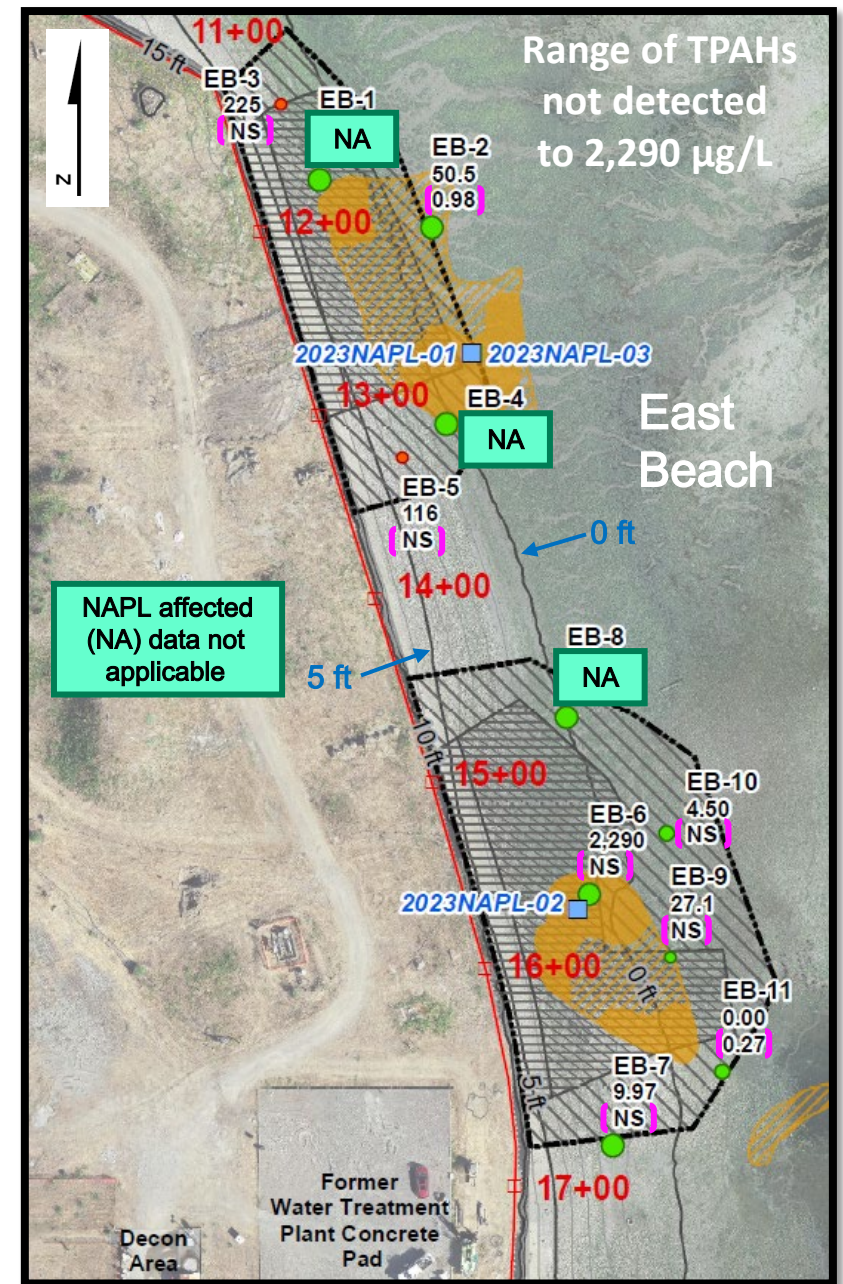 11+00
Range of TPAHs
not detected
to 2,290 µg/L
15 ft
N
EB-3
225
(NS)
EB-1
NA
EB-2
50.5
(0.98)
12+00
2023NAPL-01
2023NAPL-03
13+00
EB-4
NA
East
Beach
EB-5
116
(NS)
0 ft
14+00
NAPL affected
(NA) data not
applicable
5 ft
EB-8
NA
10 ft
15+00
EB-10
4.50
(NS)
EB-6
2,290
(NS)
EB-9
27.1
(NS)
2023NAPL-02
16+00
0 ft
EB-11
0.00
(0.27)
5 ft
EB-7
9.97
(NS)
17+00
Former
Water Treatment
Plant Concrete
Pad
Decon
Area